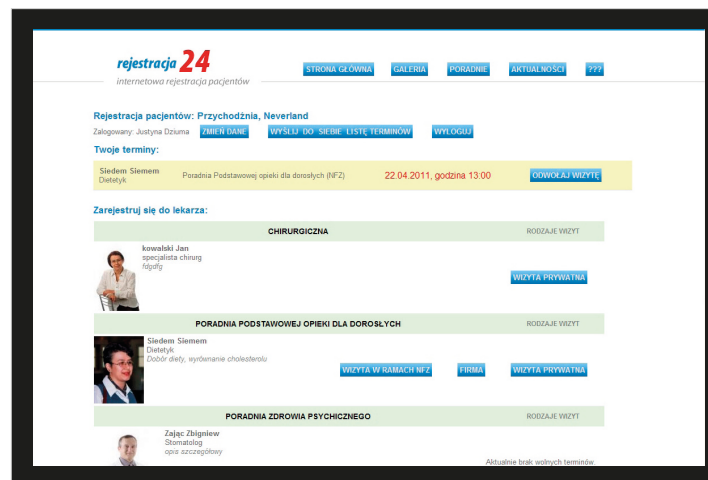 rejestracja 24
internetowa rejestracja pacjentów
STRONA GŁÓWNA GALERIA PORADNIE AKTUALNOŚCI ???
Rejestracja pacjentów: Przychodźnia, Neverland
Zalogowany: Justyna Dziuma ZMIEŃ DANE WYŚLIJ DO SIEBIE LISTĘ TERMINÓW WYLOGUJ
Twoje terminy:
Siedem Siemem
Dietetyk
Poradnia Podstawowej opieki dla dorosłych (NFZ) 22.04.2011, godzina 13:00 ODWOŁAJ WIZYTĘ
Zarejestruj się do lekarza:
CHIRURGICZNA RODZAJE WIZYT
kowalski Jan
specjalista chirurg
fdgdfg
WIZYTA PRYWATNA
PORADNIA PODSTAWOWEJ OPIEKI DLA DOROSŁYCH RODZAJE WIZYT
Siedem Siemem
Dietetyk
Dobór diety, wyrównanie cholesterolu
WIZYTA W RAMACH NFZ FIRMA WIZYTA PRYWATNA
PORADNIA ZDROWIA PSYCHICZNEGO RODZAJE WIZYT
Zając Zbigniew
Stomatolog
opis szczegółowy
Aktualnie brak wolnych terminów.